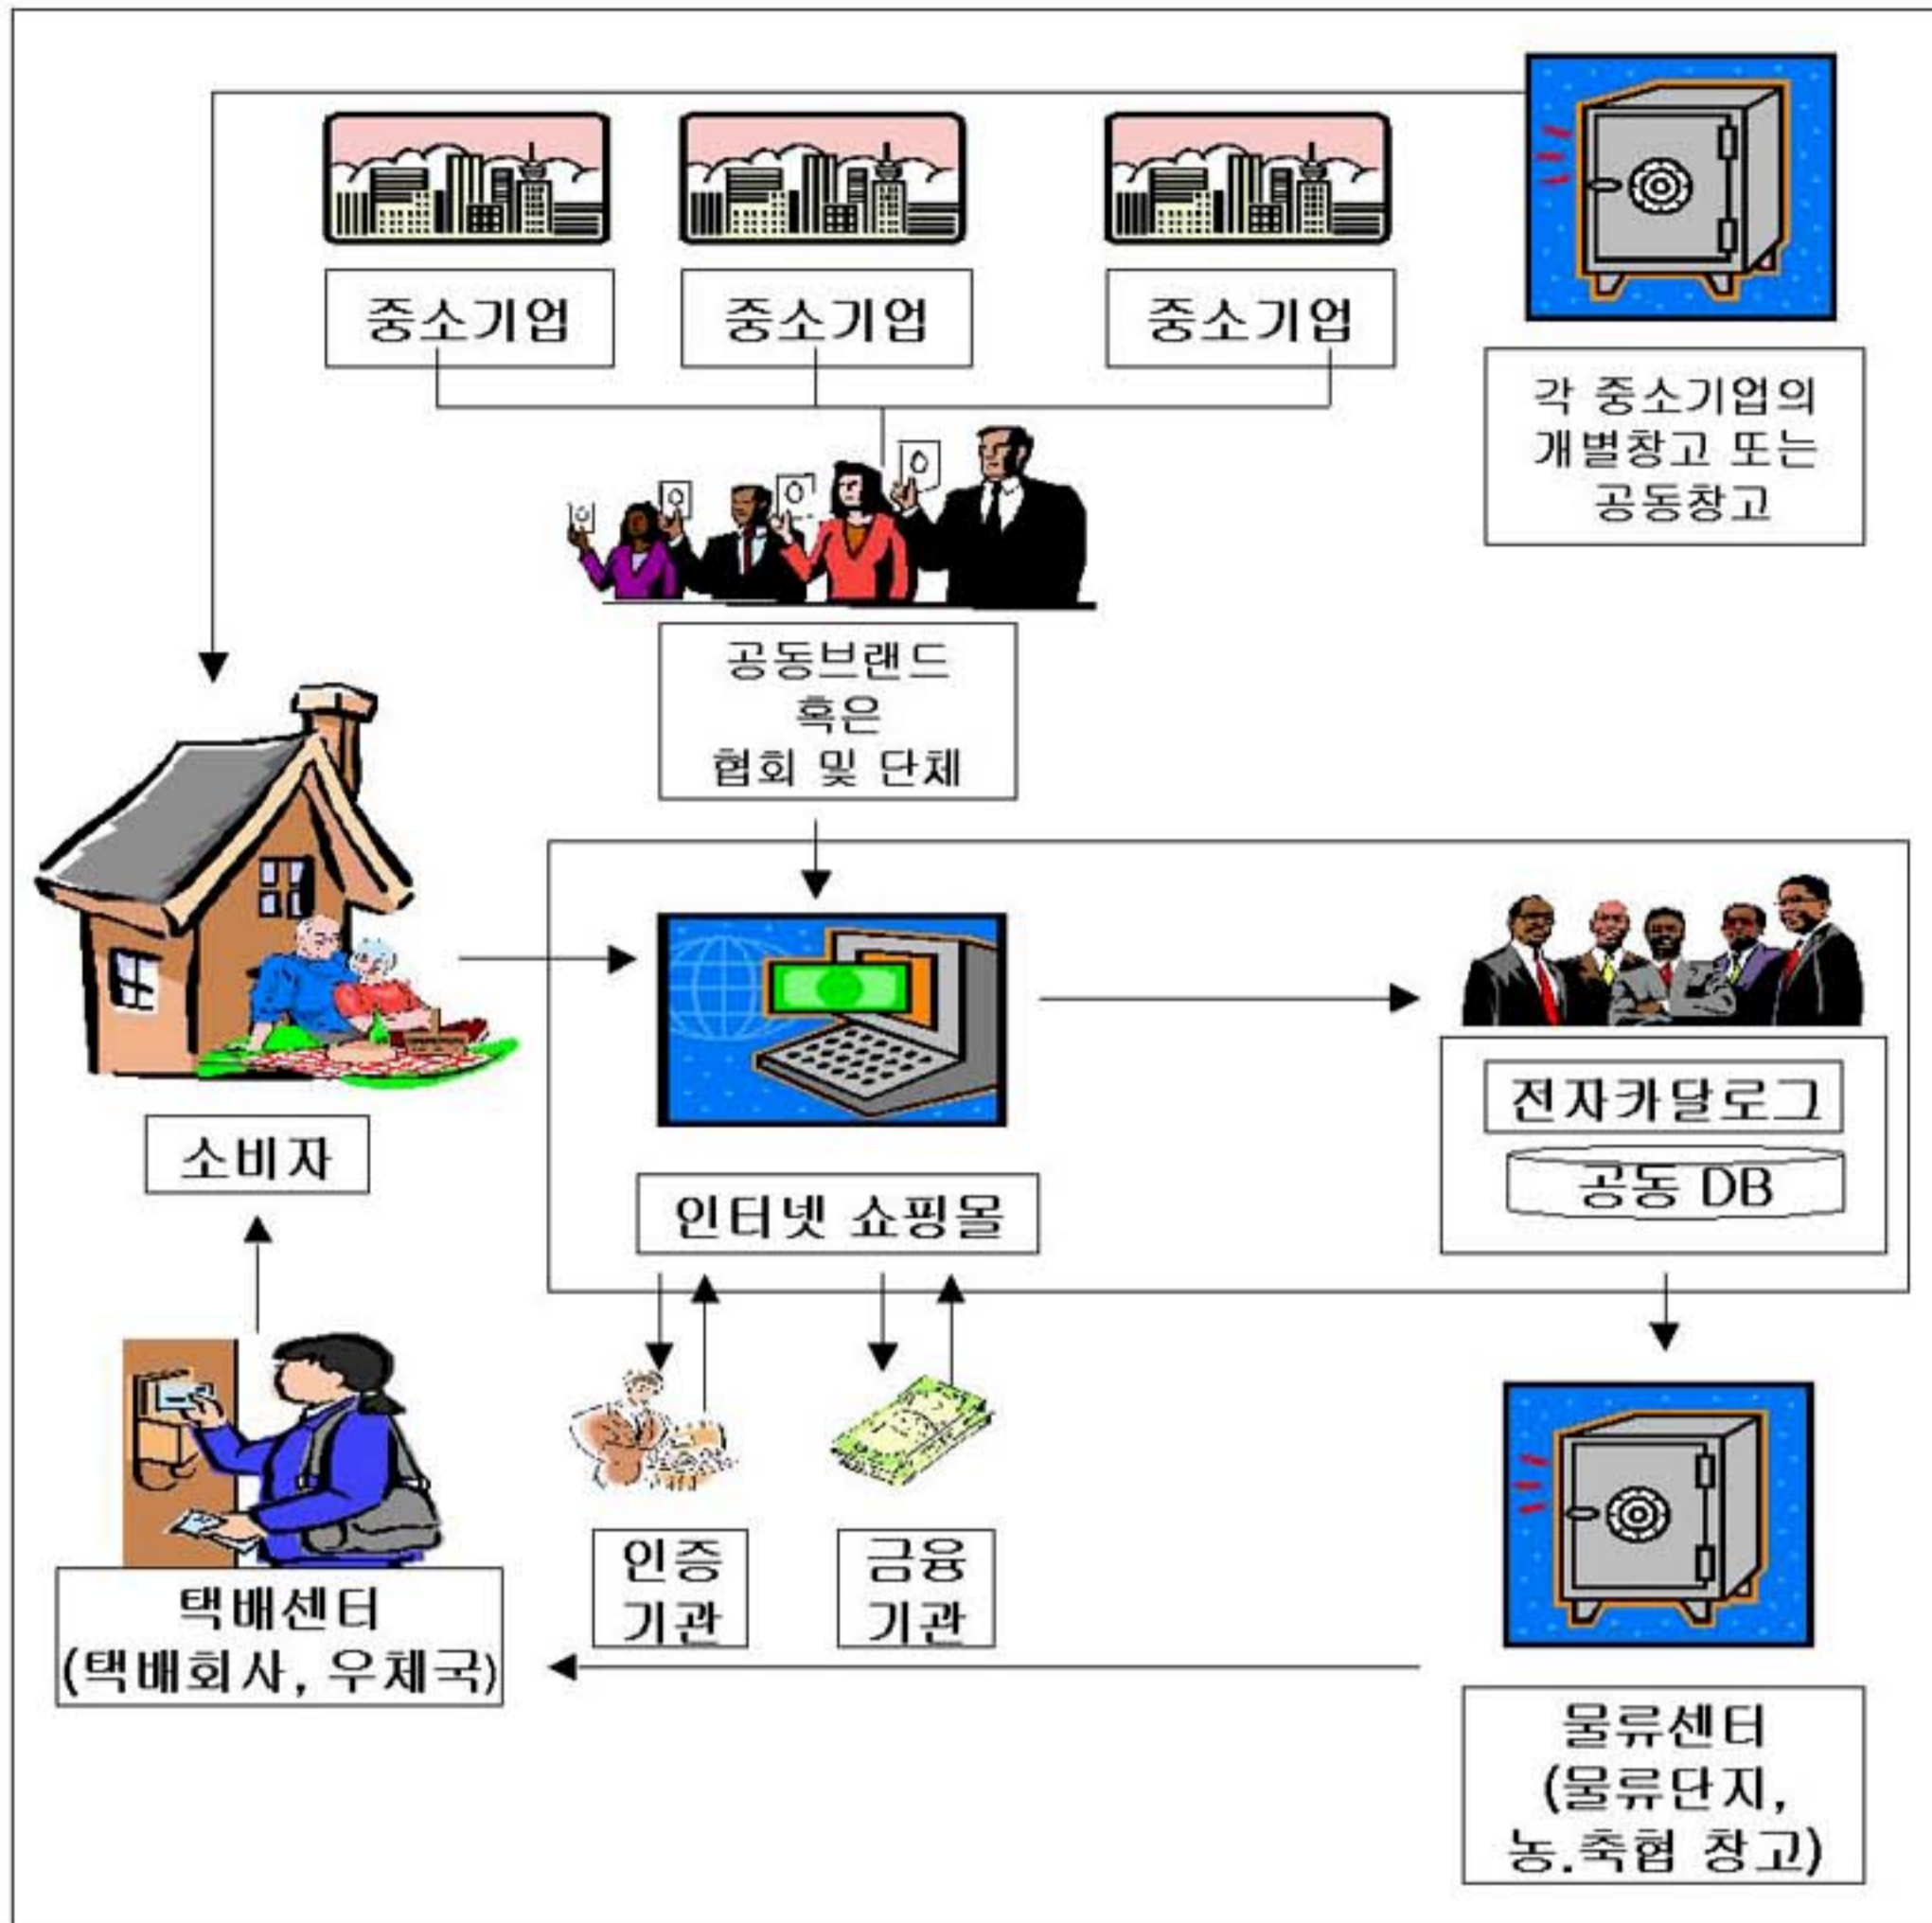 중소기업
중소기업
중소기업
각 중소기업의
개별창고 또는
공동창고
공동브랜드
혹은
협회 및 단체
소비자
인터넷 쇼핑몰
전자카달로그
공동 DB
택배센터
(택배회사, 우체국)
인증
기관
금융
기관
물류센터
(물류단지,
농.축협 창고)